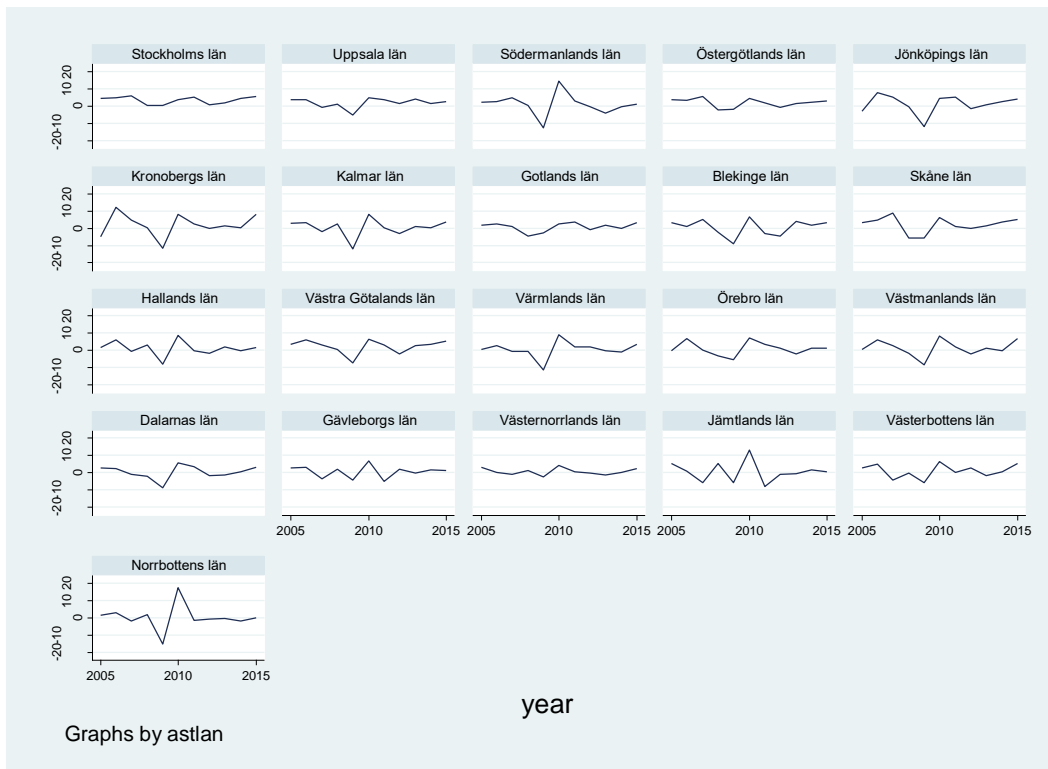 Stockholms län Uppsala län Södermanlands län Östergötlands län Jönköpings län
-20-10 0 10 20
Kronobergs län Kalmar län Gotlands län Blekinge län Skåne län
-20-10 0 10 20
Hallands län Västra Götalands län Värmlands län Örebro län Västmanlands län
-20-10 0 10 20
Dalarnas län Gävleborgs län Västernorrlands län Jämtlands län Västerbottens län
-20-10 0 10 20
2005 2010 2015 2005 2010 2015 2005 2010 2015 2005 2010 2015
Norrbottens län
-20-10 0 10 20
2005 2010 2015
year
Graphs by astlan